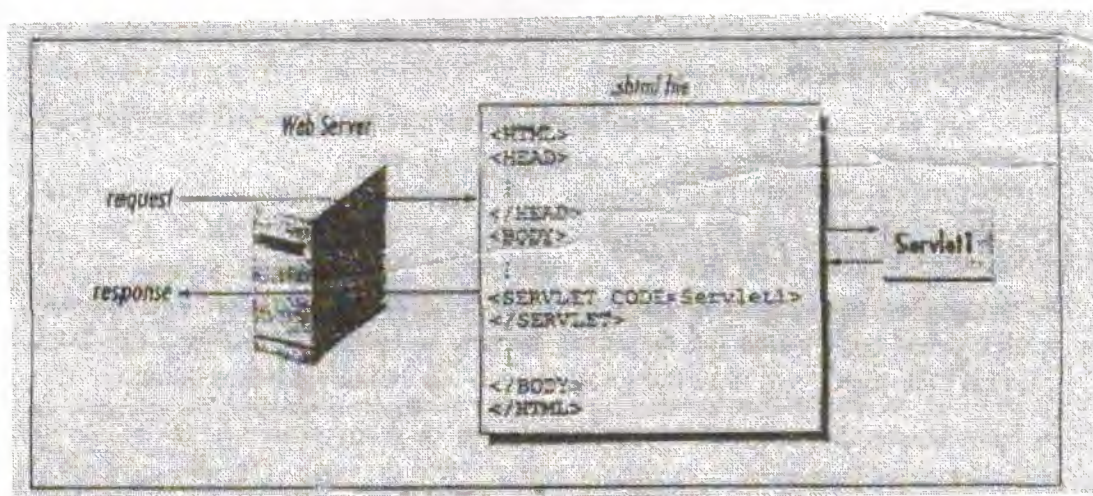 .shtml file
Web Server
<HTML>
<HEAD>
:
</HEAD>
<BODY>
:
<SERVLET CODE=Servlet1>
</SERVLET>
:
</BODY>
</HTML>
request
response
Servlet1